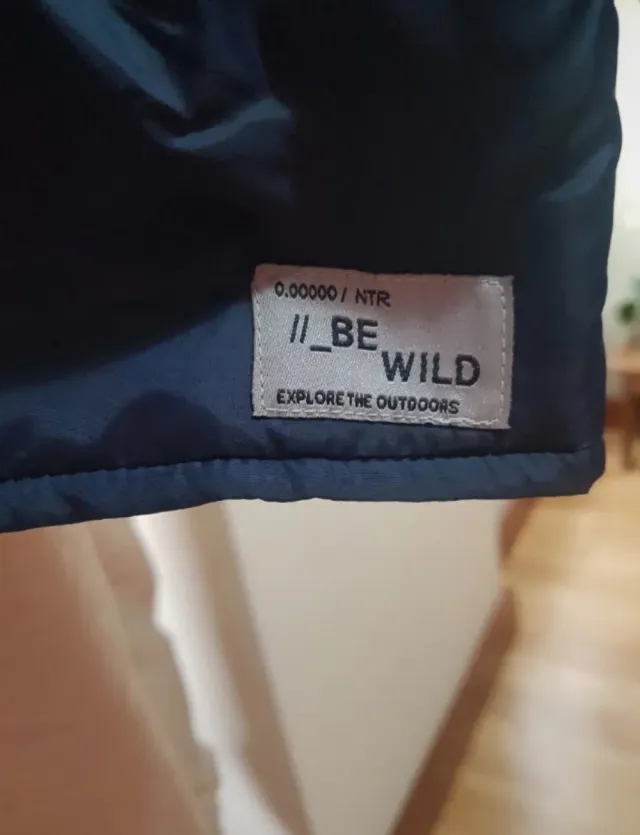 0.00000 / NTR
//_BE
WILD
EXPLORE THE OUTDOORS